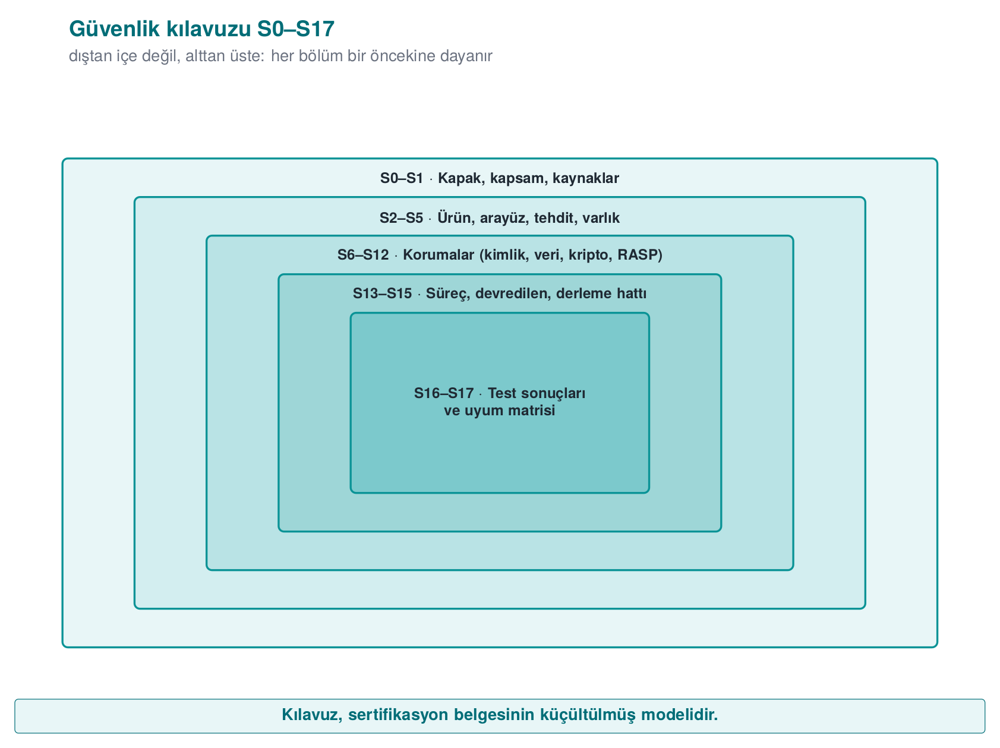 Güvenlik kılavuzu S0–S17
dıştan içe değil, alttan üste: her bölüm bir öncekine dayanır
S0–S1 · Kapak, kapsam, kaynaklar
S2–S5 · Ürün, arayüz, tehdit, varlık
S6–S12 · Korumalar (kimlik, veri, kripto, RASP)
S13–S15 · Süreç, devredilen, derleme hattı
S16–S17 · Test sonuçları
ve uyum matrisi
Kılavuz, sertifikasyon belgesinin küçültülmüş modelidir.